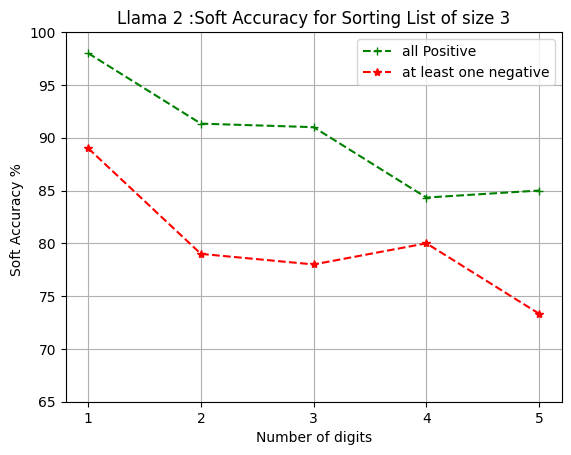 Llama 2 :Soft Accuracy for Sorting List of size 3
100
95
90
85
80
75
70
65
Soft Accuracy %
all Positive
at least one negative
1 2 3 4 5
Number of digits